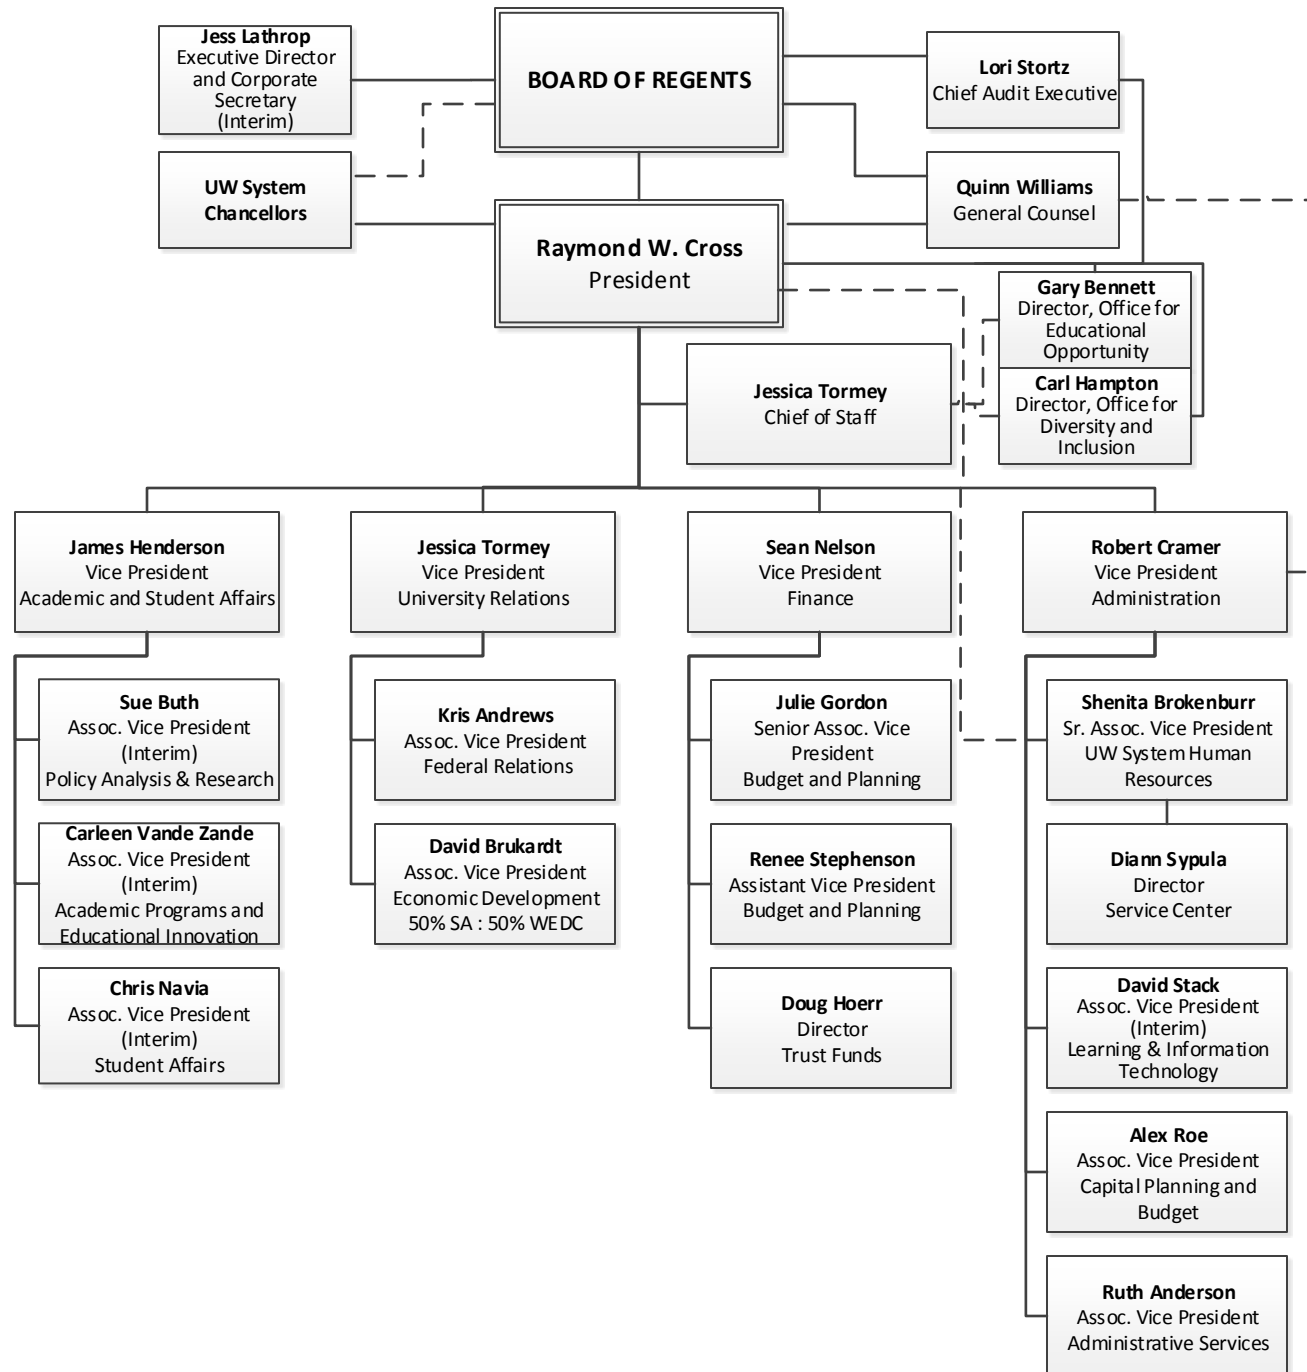 Jess Lathrop
Executive Director
and Corporate
Secretary
(Interim)
BOARD OF REGENTS
Lori Stortz
Chief Audit Executive
UW System
Chancellors
Quinn Williams
General Counsel
Raymond W. Cross
President
Gary Bennett
Director, Office for
Educational
Opportunity
Jessica Tormey
Chief of Staff
Carl Hampton
Director, Office for
Diversity and
Inclusion
James Henderson
Vice President
Academic and Student Affairs
Jessica Tormey
Vice President
University Relations
Sean Nelson
Vice President
Finance
Robert Cramer
Vice President
Administration
Sue Buth
Assoc. Vice President
(Interim)
Policy Analysis & Research
Kris Andrews
Assoc. Vice President
Federal Relations
Julie Gordon
Senior Assoc. Vice
President
Budget and Planning
Shenita Brokenburr
Sr. Assoc. Vice President
UW System Human
Resources
Carleen Vande Zande
Assoc. Vice President
(Interim)
Academic Programs and
Educational Innovation
David Brukardt
Assoc. Vice President
Economic Development
50% SA : 50% WEDC
Renee Stephenson
Assistant Vice President
Budget and Planning
Diann Sypula
Director
Service Center
Chris Navia
Assoc. Vice President
(Interim)
Student Affairs
Doug Hoerr
Director
Trust Funds
David Stack
Assoc. Vice President
(Interim)
Learning & Information
Technology
Alex Roe
Assoc. Vice President
Capital Planning and
Budget
Ruth Anderson
Assoc. Vice President
Administrative Services